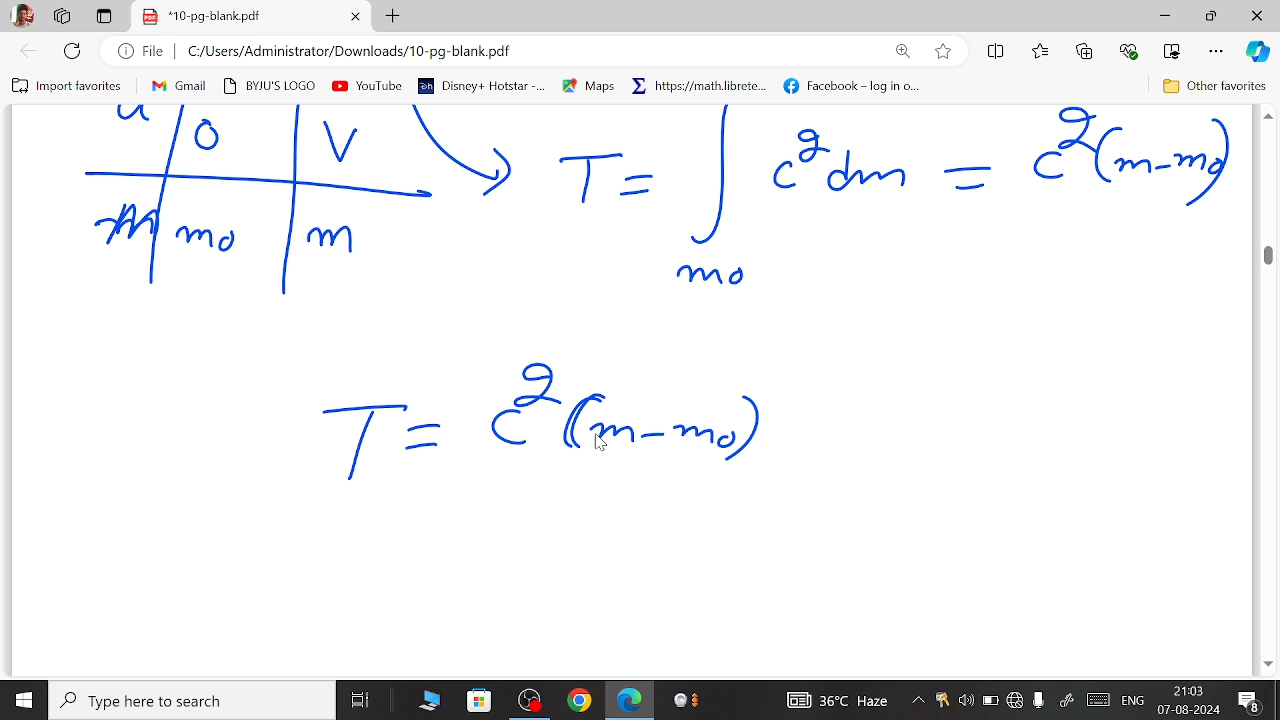 *10-pg-blank.pdf
File C:/Users/Administrator/Downloads/10-pg-blank.pdf
Import favorites Gmail BYJU'S LOGO YouTube Disney+ Hotstar -... Maps https://math.librete... Facebook – log in o... Other favorites
u 0 V
m m₀ m
T = ∫ c² dm = c²(m-m₀)
m₀
T = c²(m-m₀)
Type here to search 36°C Haze ENG 21:03
07-08-2024 8